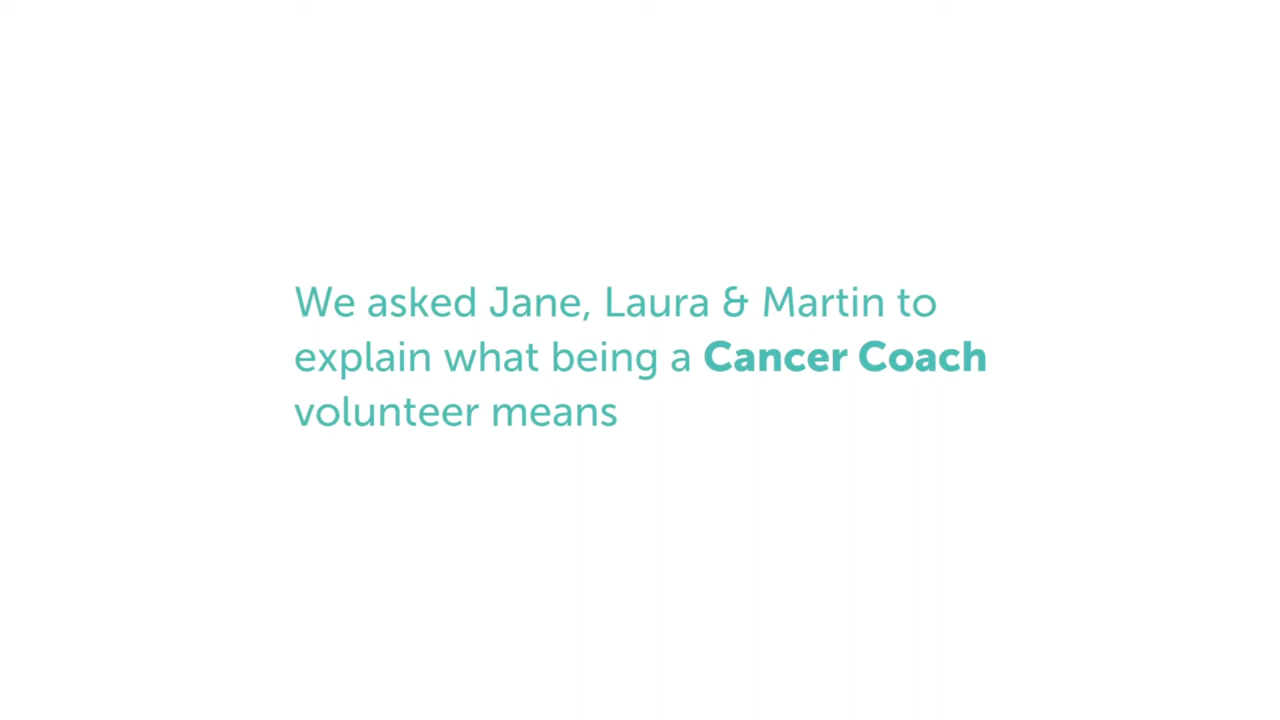 We asked Jane, Laura & Martin to
explain what being a Cancer Coach
volunteer means